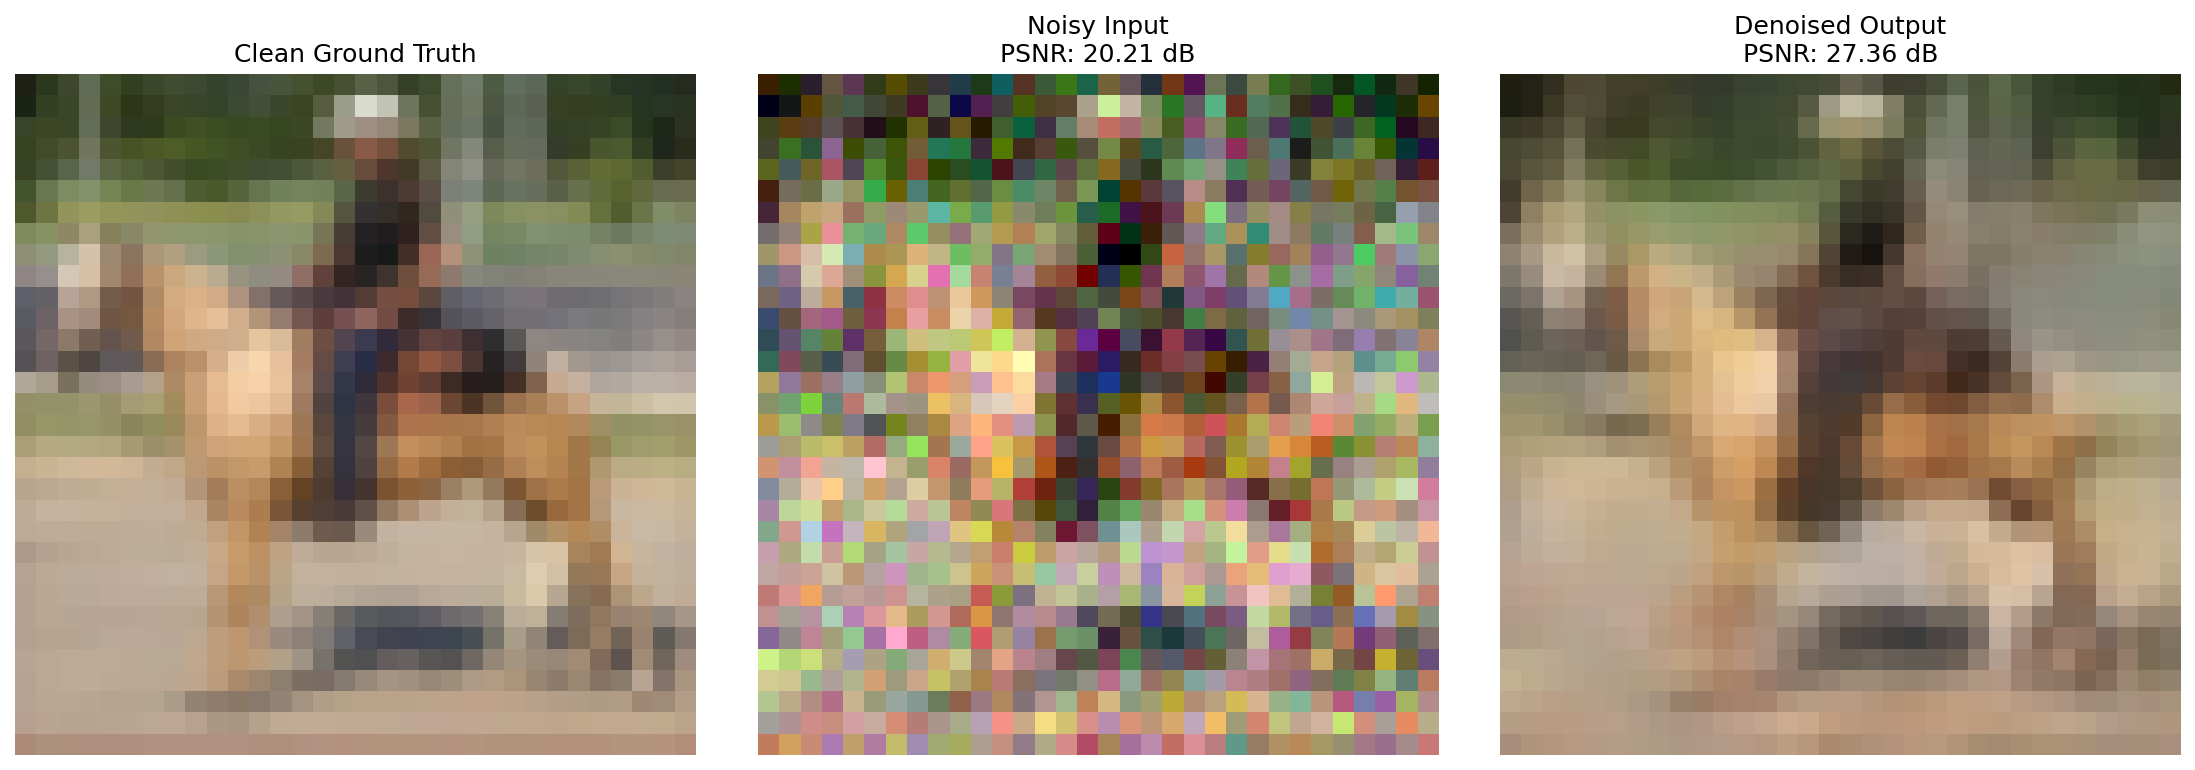 Clean Ground Truth
Noisy Input
PSNR: 20.21 dB
Denoised Output
PSNR: 27.36 dB